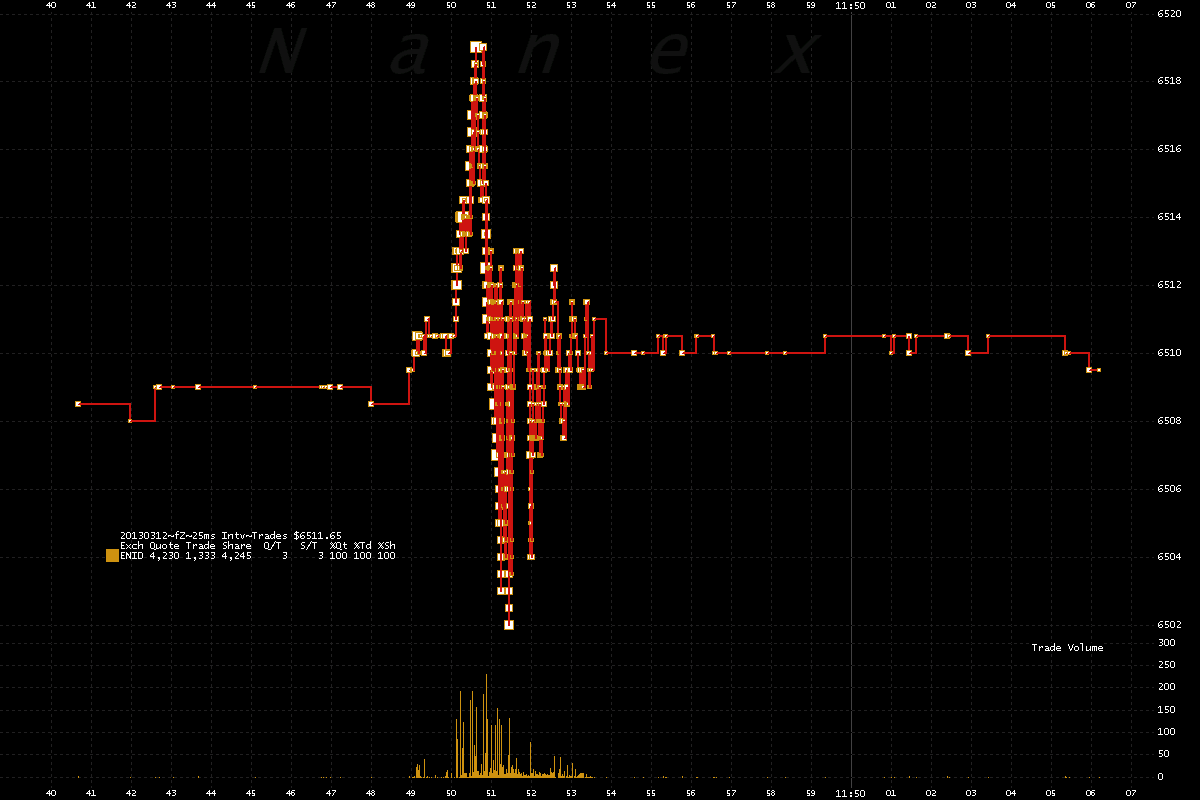 40 41 42 43 44 45 46 47 48 49 50 51 52 53 54 55 56 57 58 59 11:50 01 02 03 04 05 06 07
6520
N a n e x
6518
6516
6514
6512
6510
6508
6506
20130312~fZ~25ms Intv~Trades $6511.65
Exch Quote Trade Share Q/T S/T %Qt %Td %Sh
ENID 4,230 1,333 4,245 3 3 100 100 100
6504
6502
300
Trade Volume
250
200
150
100
50
0
40 41 42 43 44 45 46 47 48 49 50 51 52 53 54 55 56 57 58 59 11:50 01 02 03 04 05 06 07